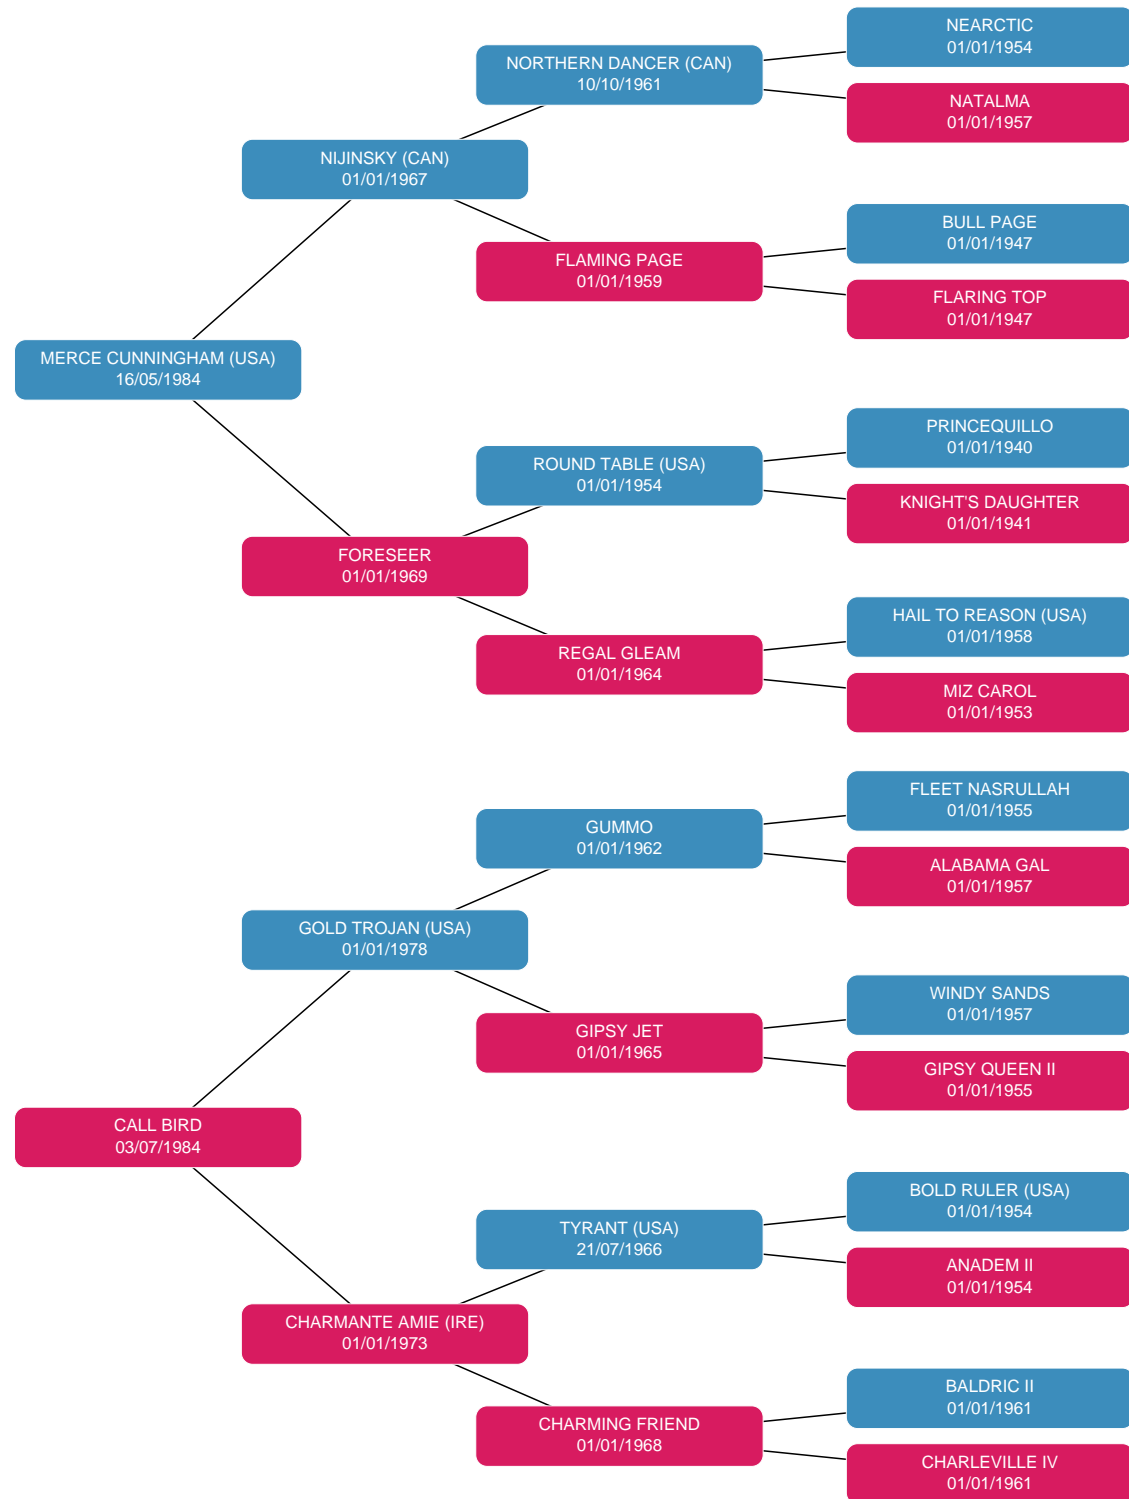 NEARCTIC
01/01/1954
NORTHERN DANCER (CAN)
10/10/1961
NATALMA
01/01/1957
NIJINSKY (CAN)
01/01/1967
BULL PAGE
01/01/1947
FLAMING PAGE
01/01/1959
FLARING TOP
01/01/1947
MERCE CUNNINGHAM (USA)
16/05/1984
PRINCEQUILLO
01/01/1940
ROUND TABLE (USA)
01/01/1954
KNIGHT'S DAUGHTER
01/01/1941
FORESEER
01/01/1969
HAIL TO REASON (USA)
01/01/1958
REGAL GLEAM
01/01/1964
MIZ CAROL
01/01/1953
FLEET NASRULLAH
01/01/1955
GUMMO
01/01/1962
ALABAMA GAL
01/01/1957
GOLD TROJAN (USA)
01/01/1978
WINDY SANDS
01/01/1957
GIPSY JET
01/01/1965
GIPSY QUEEN II
01/01/1955
CALL BIRD
03/07/1984
BOLD RULER (USA)
01/01/1954
TYRANT (USA)
21/07/1966
ANADEM II
01/01/1954
CHARMANTE AMIE (IRE)
01/01/1973
BALDRIC II
01/01/1961
CHARMING FRIEND
01/01/1968
CHARLEVILLE IV
01/01/1961